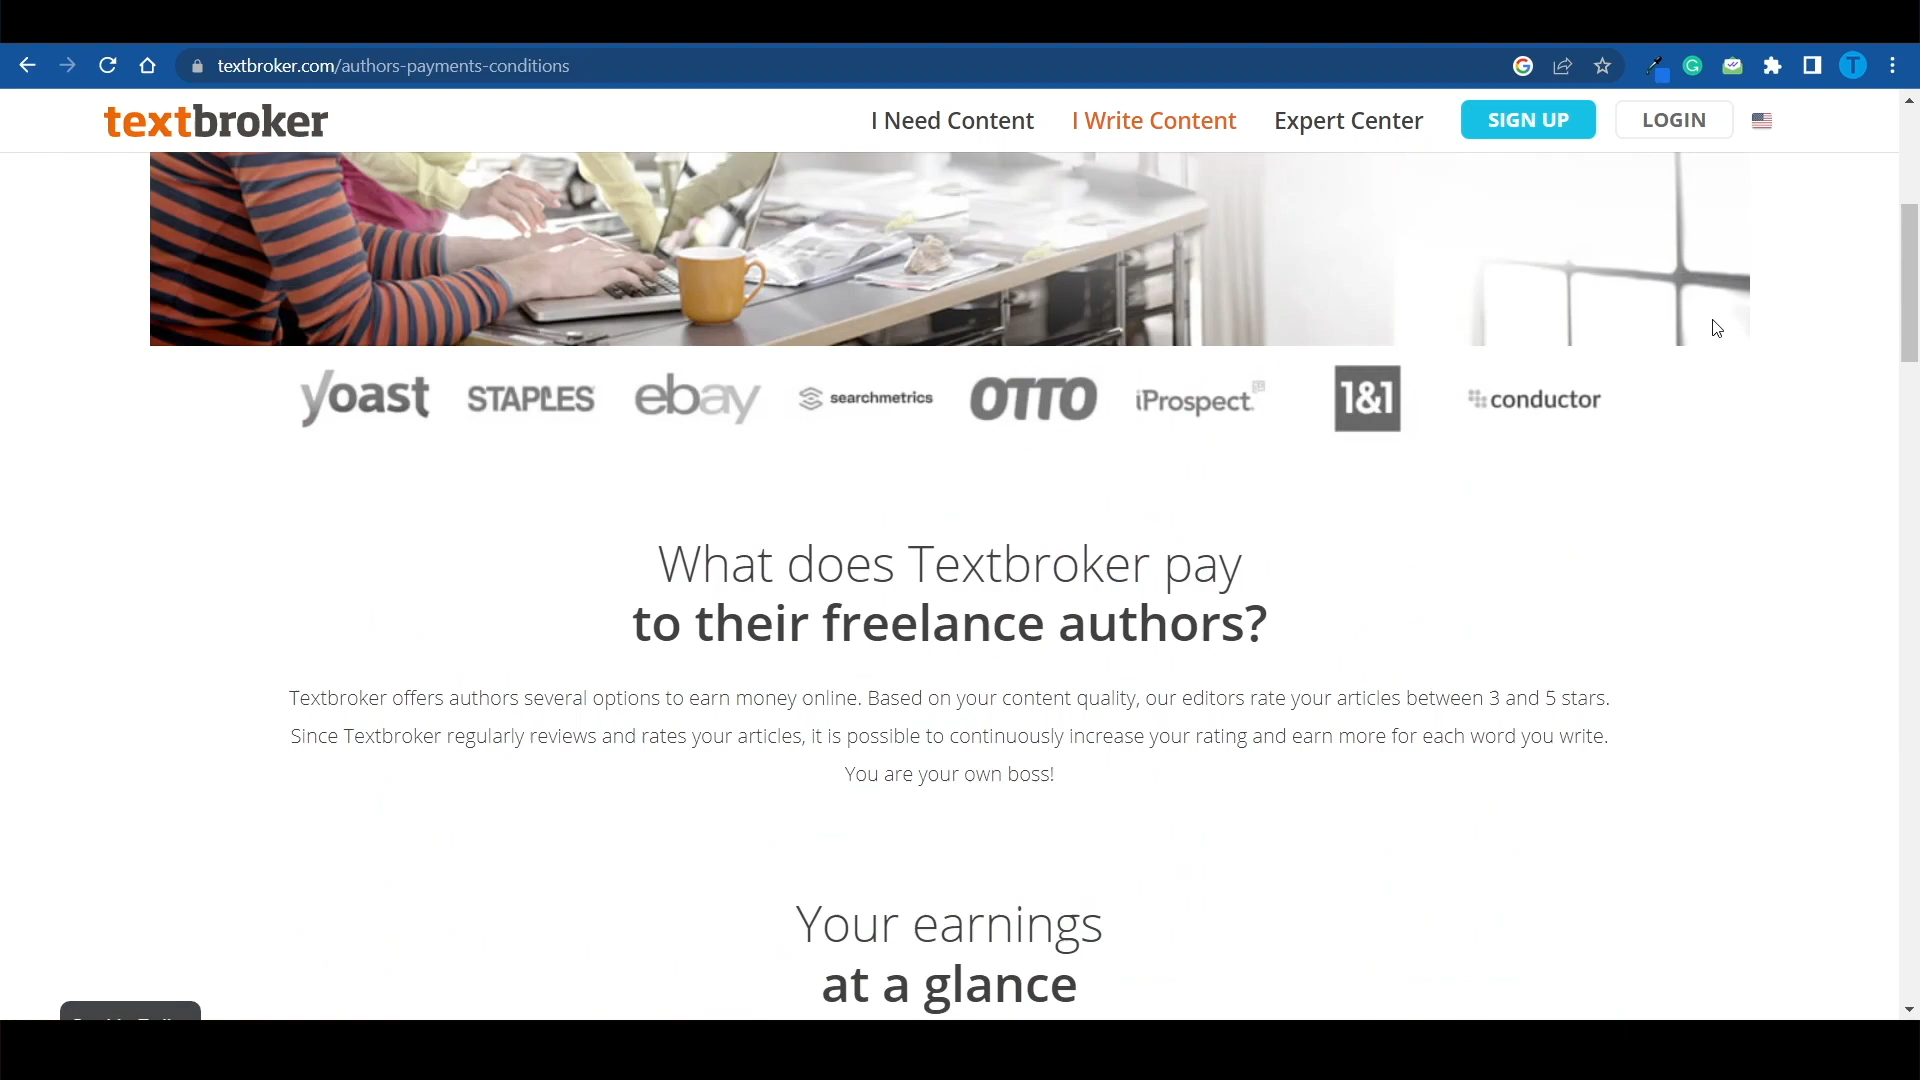 textbroker.com/authors-payments-conditions
T
textbroker
I Need Content
I Write Content
Expert Center
SIGN UP
LOGIN
yoast
STAPLES
ebay
searchmetrics
OTTO
iProspect.
1&1
conductor
What does Textbroker pay
to their freelance authors?
Textbroker offers authors several options to earn money online. Based on your content quality, our editors rate your articles between 3 and 5 stars.
Since Textbroker regularly reviews and rates your articles, it is possible to continuously increase your rating and earn more for each word you write.
You are your own boss!
Your earnings
at a glance